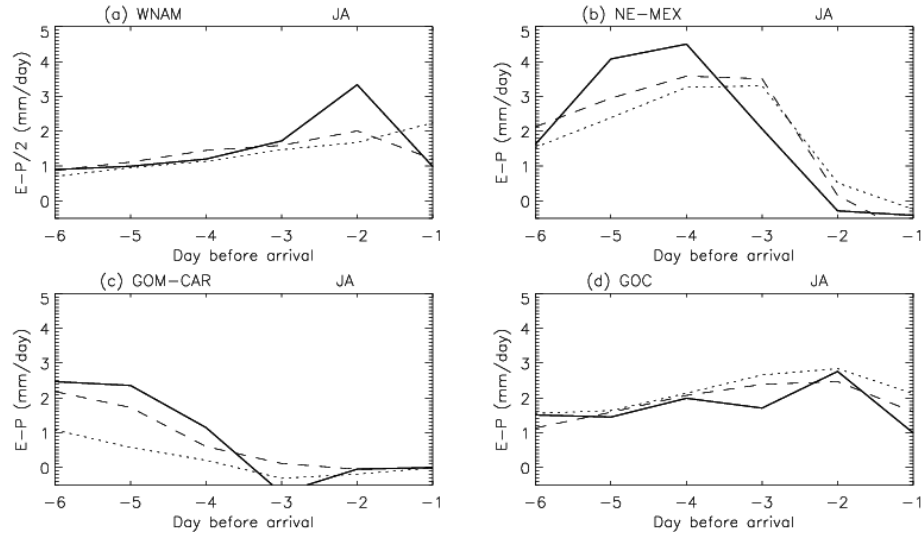 (a) WNAM JA
E-P/2 (mm/day)
5
4
3
2
1
0
-6 -5 -4 -3 -2 -1
Day before arrival
(b) NE-MEX JA
E-P (mm/day)
5
4
3
2
1
0
-6 -5 -4 -3 -2 -1
Day before arrival
(c) GOM-CAR JA
E-P (mm/day)
5
4
3
2
1
0
-6 -5 -4 -3 -2 -1
Day before arrival
(d) GOC JA
E-P (mm/day)
5
4
3
2
1
0
-6 -5 -4 -3 -2 -1
Day before arrival